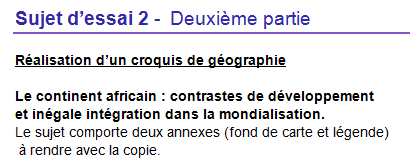 Sujet d’essai 2 - Deuxième partie
Réalisation d’un croquis de géographie
Le continent africain : contrastes de développement
et inégale intégration dans la mondialisation.
Le sujet comporte deux annexes (fond de carte et légende)
à rendre avec la copie.